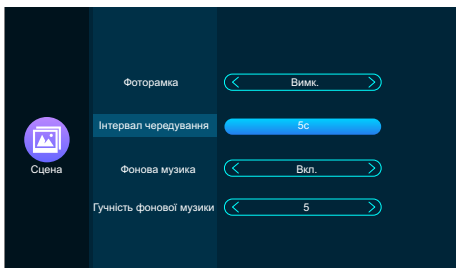 Фоторамка
Вимк.
Інтервал чередування
5с
Сцена
Фонова музика
Вкл.
Гучність фонової музики
5